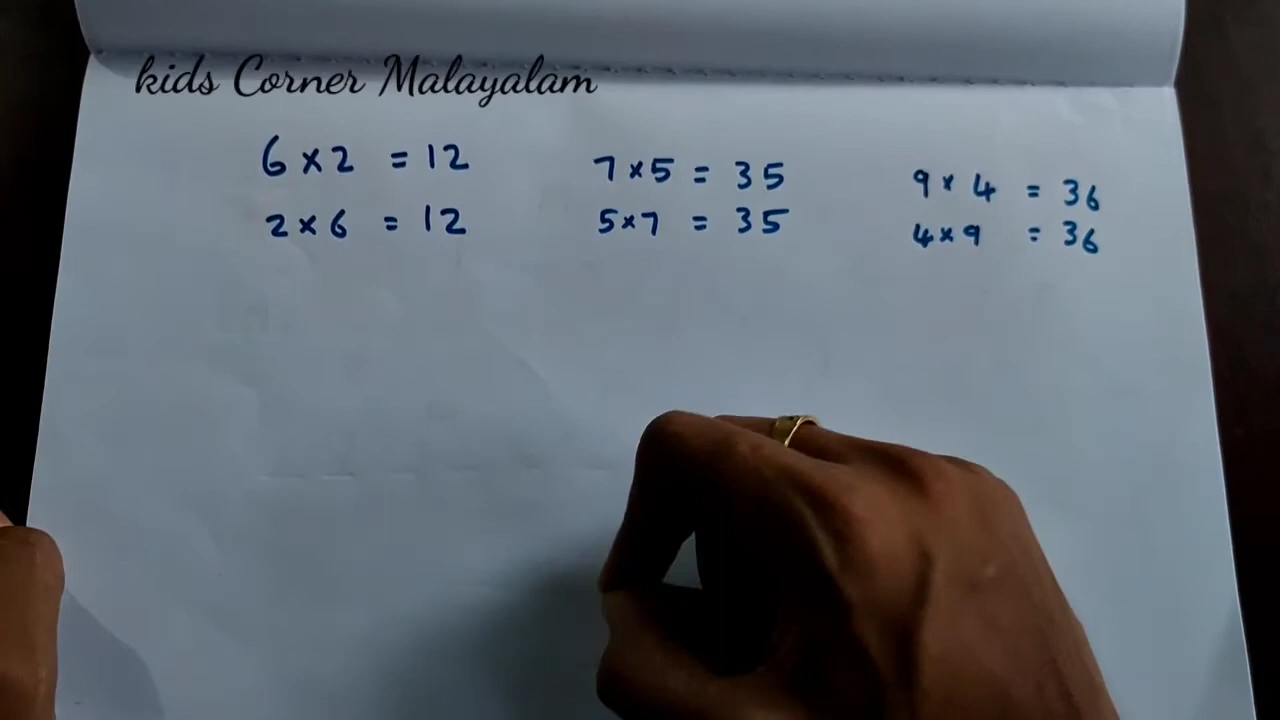 kids Corner Malayalam
6 × 2 = 12
2 × 6 = 12
7 × 5 = 35
5 × 7 = 35
9 × 4 = 36
4 × 9 = 36